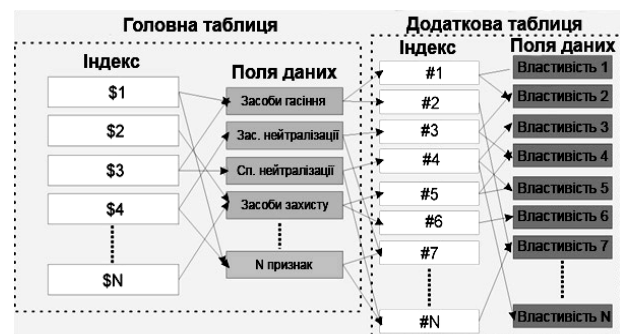 Головна таблиця
Додаткова таблиця
Індекс
Поля даних
Індекс
Поля даних
$1
$2
$3
$4
$N
Засоби гасіння
Зас. нейтралізації
Сп. нейтралізації
Засоби захисту
N признак
#1
#2
#3
#4
#5
#6
#7
#N
Властивість 1
Властивість 2
Властивість 3
Властивість 4
Властивість 5
Властивість 6
Властивість 7
Властивість N